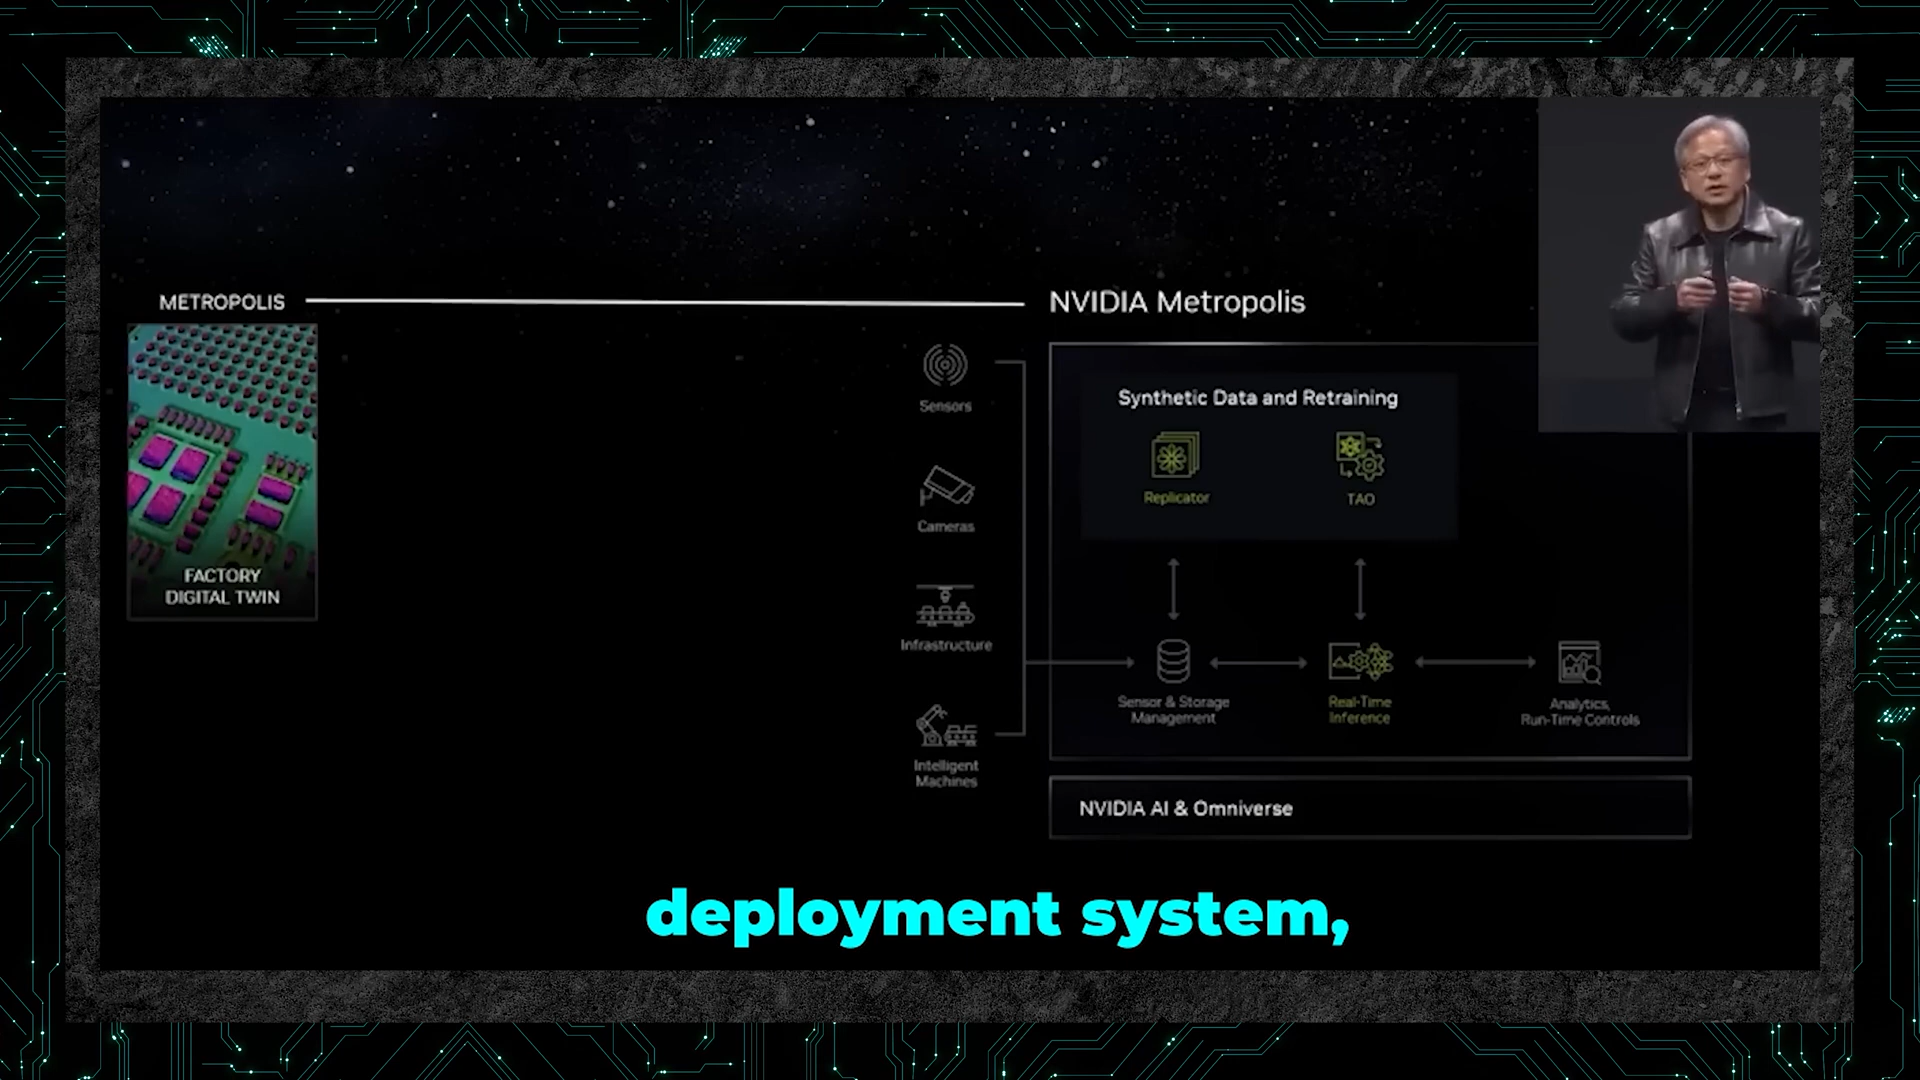 METROPOLIS
NVIDIA Metropolis
FACTORY
DIGITAL TWIN
Sensors
Cameras
Infrastructure
Intelligent
Machines
Synthetic Data and Retraining
Replicator
TAO
Sensor & Storage
Management
Real-Time
Inference
Analytics,
Run-Time Controls
NVIDIA AI & Omniverse
deployment system,